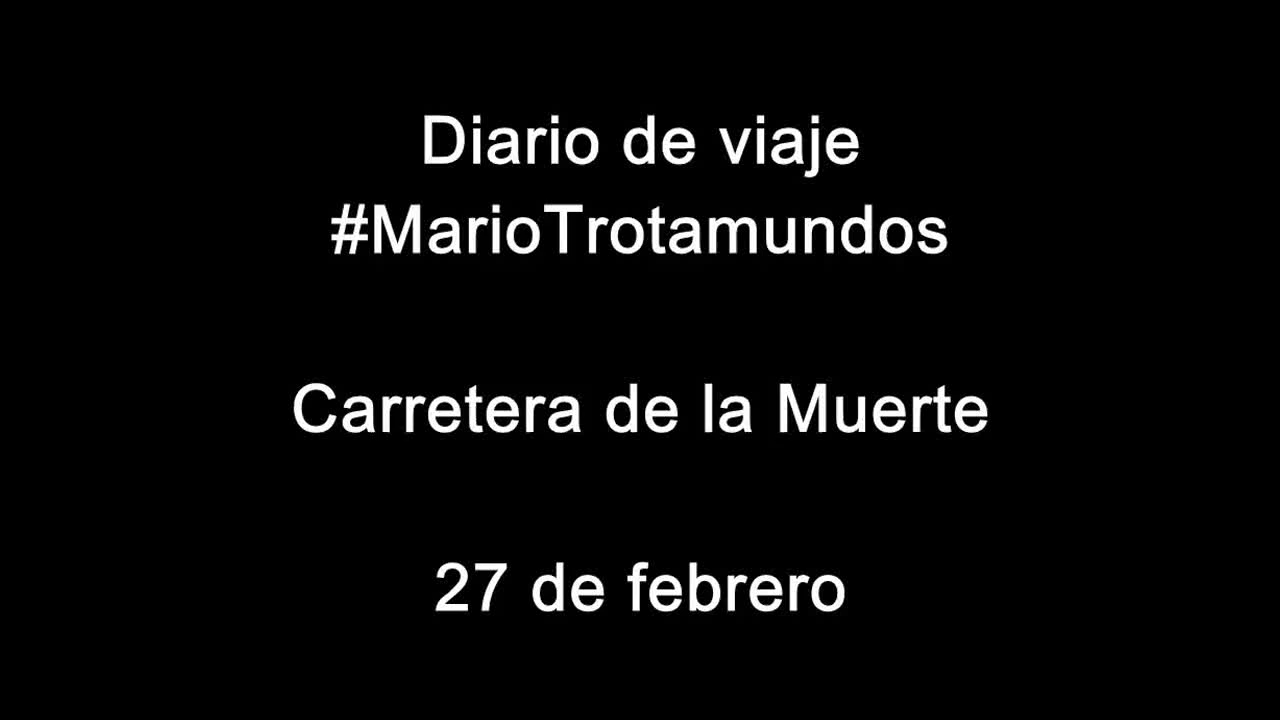 Diario de viaje
#MarioTrotamundos
Carretera de la Muerte
27 de febrero